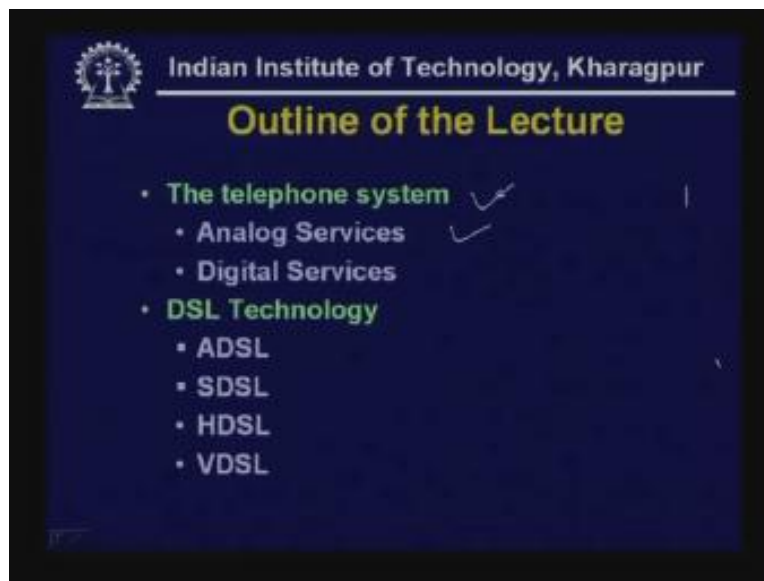 Indian Institute of Technology, Kharagpur
Outline of the Lecture
• The telephone system
• Analog Services
• Digital Services
• DSL Technology
▪ ADSL
▪ SDSL
• HDSL
• VDSL